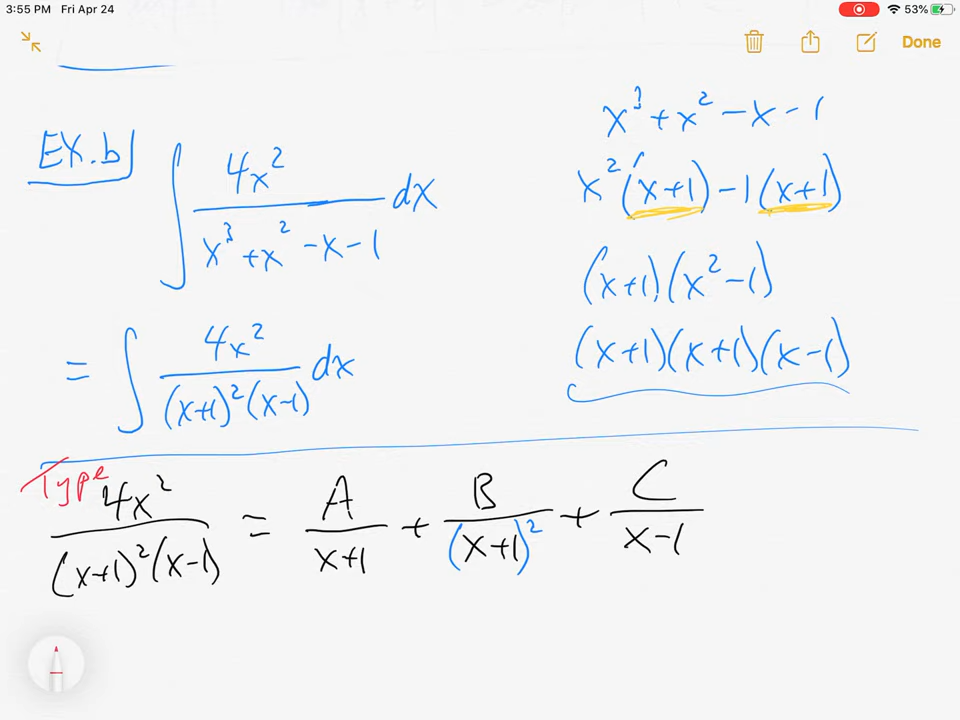 3:55 PM Fri Apr 24 53%
Done
EX.b)
∫ 4x² / (x³ + x² - x - 1) dx
= ∫ 4x² / ((x+1)²(x-1)) dx
x³ + x² - x - 1
x²(x+1) - 1(x+1)
(x+1)(x²-1)
(x+1)(x+1)(x-1)
Type
4x² / ((x+1)²(x-1)) = A / (x+1) + B / (x+1)² + C / (x-1)